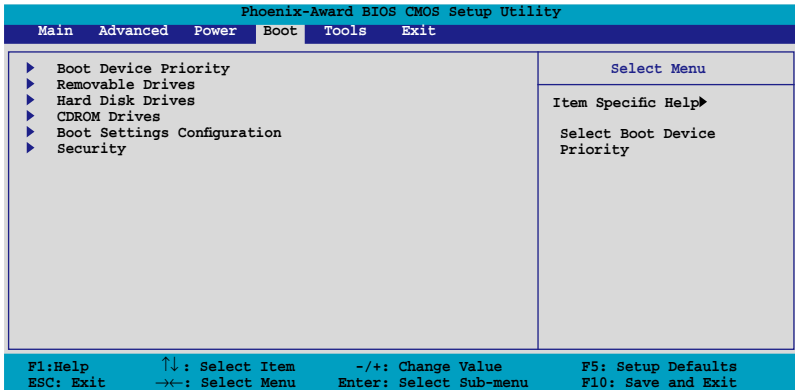 Phoenix-Award BIOS CMOS Setup Utility
Main Advanced Power Boot Tools Exit
Boot Device Priority
Removable Drives
Hard Disk Drives
CDROM Drives
Boot Settings Configuration
Security
Select Menu
Item Specific Help
Select Boot Device
Priority
F1:Help ↑↓: Select Item -/+: Change Value F5: Setup Defaults
ESC: Exit →←: Select Menu Enter: Select Sub-menu F10: Save and Exit